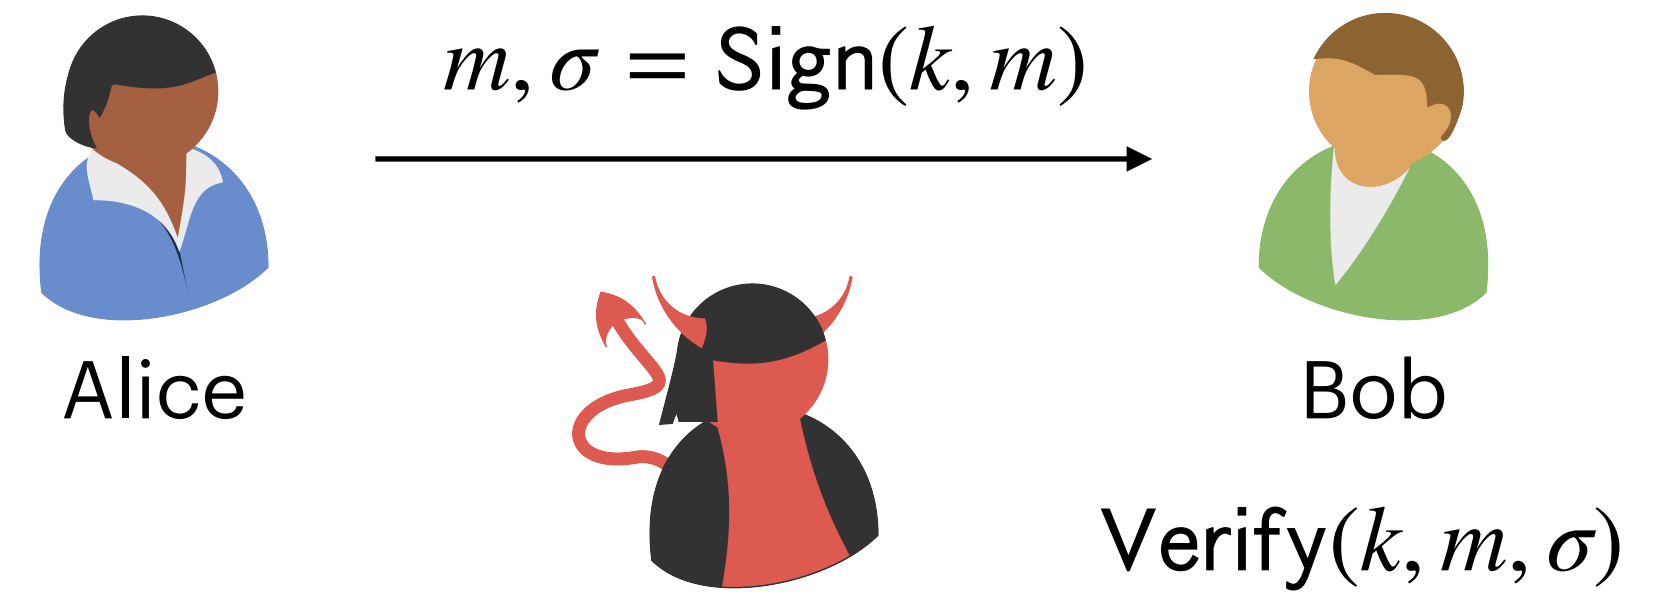 m, σ = Sign(k, m)
Alice
Bob
Verify(k, m, σ)